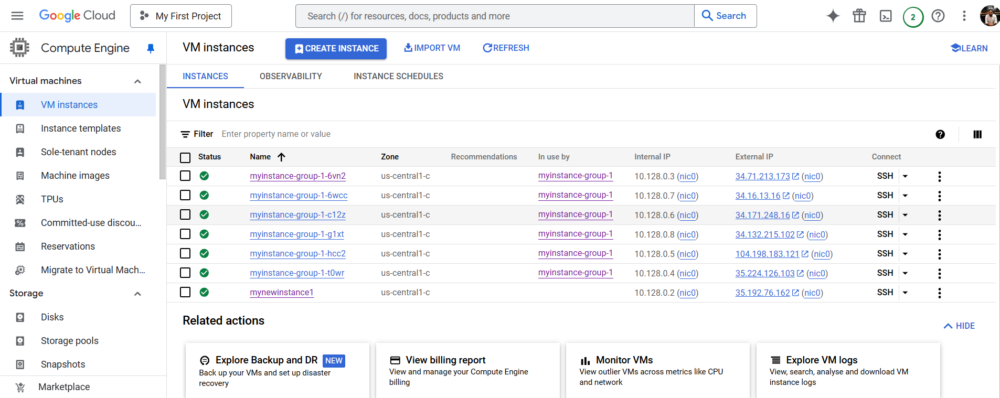 Google Cloud My First Project Search (/) for resources, docs, products and more Search 2
Compute Engine
VM instances CREATE INSTANCE IMPORT VM REFRESH LEARN
Virtual machines
VM instances
Instance templates
Sole-tenant nodes
Machine images
TPUs
Committed-use discou...
Reservations
Migrate to Virtual Mach...
Storage
Disks
Storage pools
Snapshots
Marketplace
INSTANCES OBSERVABILITY INSTANCE SCHEDULES
VM instances
Filter Enter property name or value
Status Name Zone Recommendations In use by Internal IP External IP Connect
myinstance-group-1-6vn2 us-central1-c myinstance-group-1 10.128.0.3 (nic0) 34.71.213.173 (nic0) SSH
myinstance-group-1-6wcc us-central1-c myinstance-group-1 10.128.0.7 (nic0) 34.16.13.16 (nic0) SSH
myinstance-group-1-c12z us-central1-c myinstance-group-1 10.128.0.6 (nic0) 34.171.248.16 (nic0) SSH
myinstance-group-1-g1xt us-central1-c myinstance-group-1 10.128.0.8 (nic0) 34.132.215.102 (nic0) SSH
myinstance-group-1-hcc2 us-central1-c myinstance-group-1 10.128.0.5 (nic0) 104.198.183.121 (nic0) SSH
myinstance-group-1-t0wr us-central1-c myinstance-group-1 10.128.0.4 (nic0) 35.224.126.103 (nic0) SSH
mynewinstance1 us-central1-c 10.128.0.2 (nic0) 35.192.76.162 (nic0) SSH
Related actions
HIDE
Explore Backup and DR NEW
Back up your VMs and set up disaster
recovery
View billing report
View and manage your Compute Engine
billing
Monitor VMs
View outlier VMs across metrics like CPU
and network
Explore VM logs
View, search, analyse and download VM
instance logs